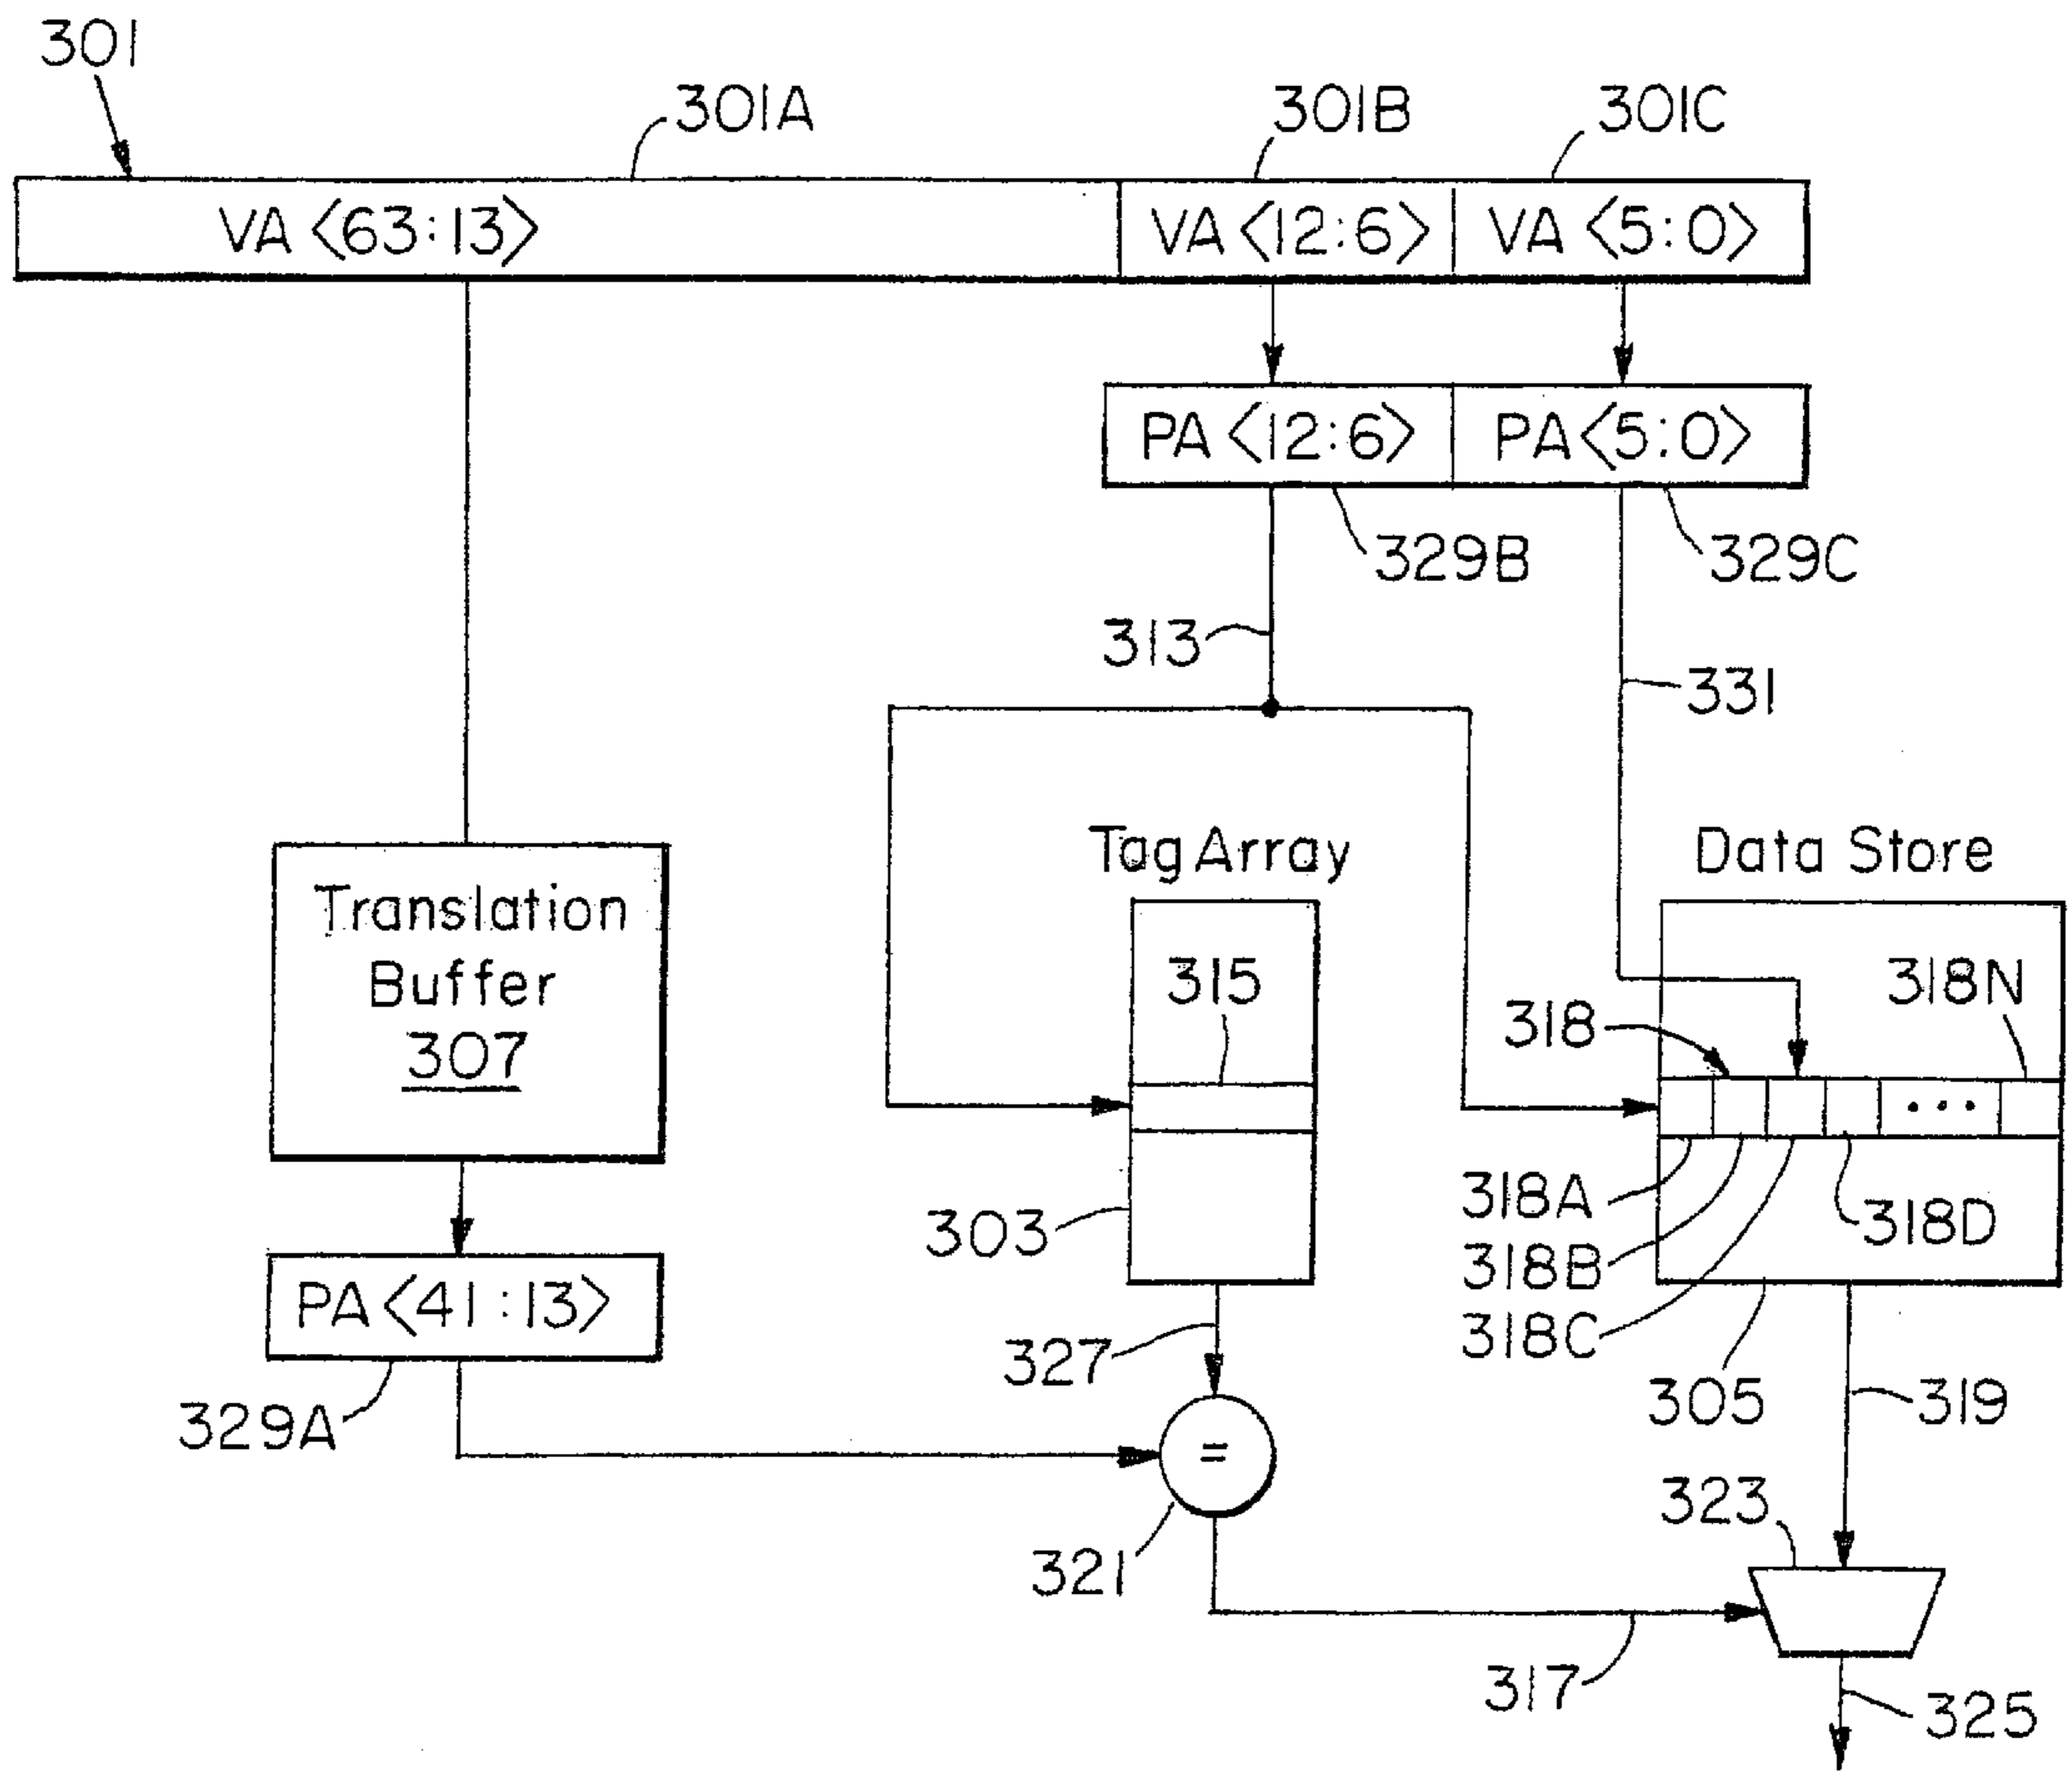 301
301A
301B
301C
VA <63:13>
VA <12:6>
VA <5:0>
PA <12:6>
PA <5:0>
329B
329C
313
331
Tag Array
Data Store
Translation
Buffer
307
315
318N
318
318A
318D
303
318B
PA <41:13>
318C
327
305
319
329A
=
323
321
317
325